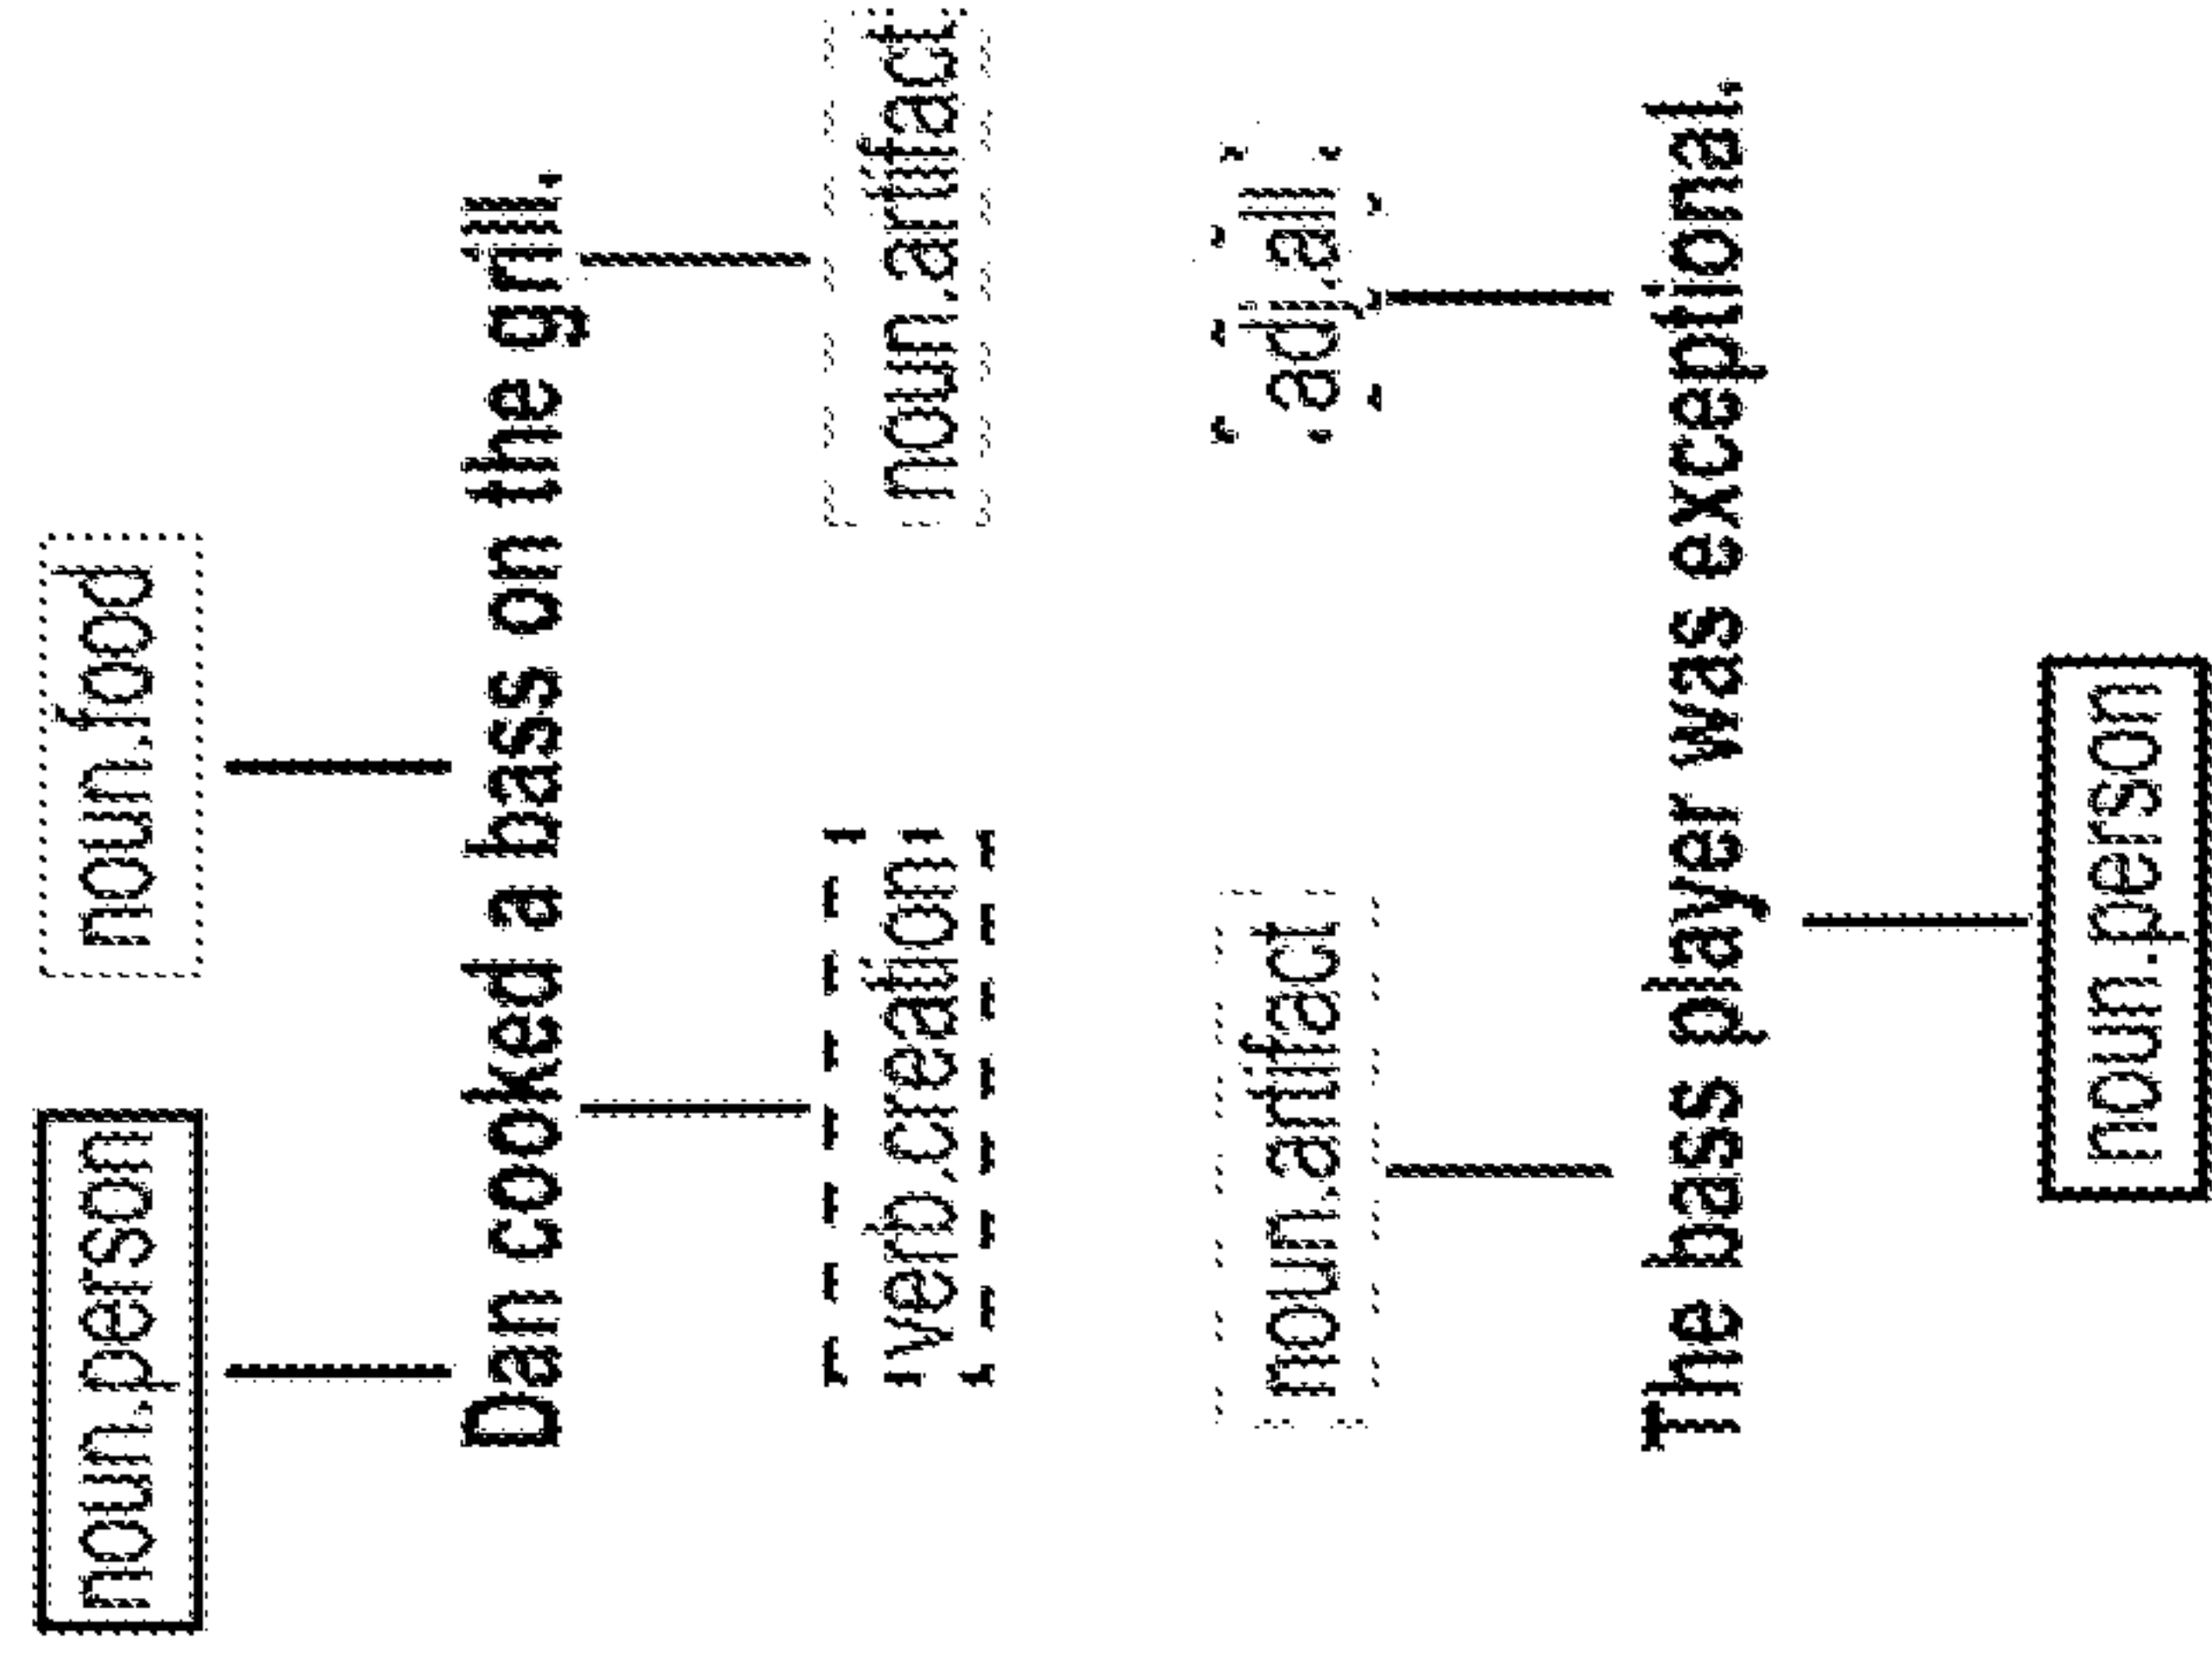 noun.person noun.food
Dan cooked a bass on the grill.
verb.creation noun.artifact
noun.artifact adj.all
The bass player was exceptional.
noun.person